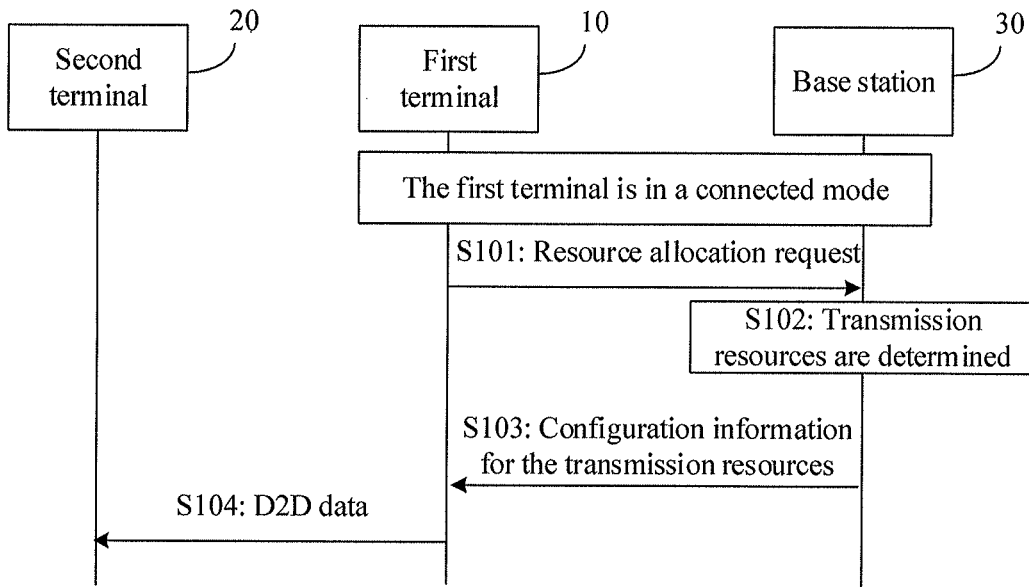 20
10
30
Second
terminal
First
terminal
Base station
The first terminal is in a connected mode
S101: Resource allocation request
S102: Transmission
resources are determined
S103: Configuration information
for the transmission resources
S104: D2D data